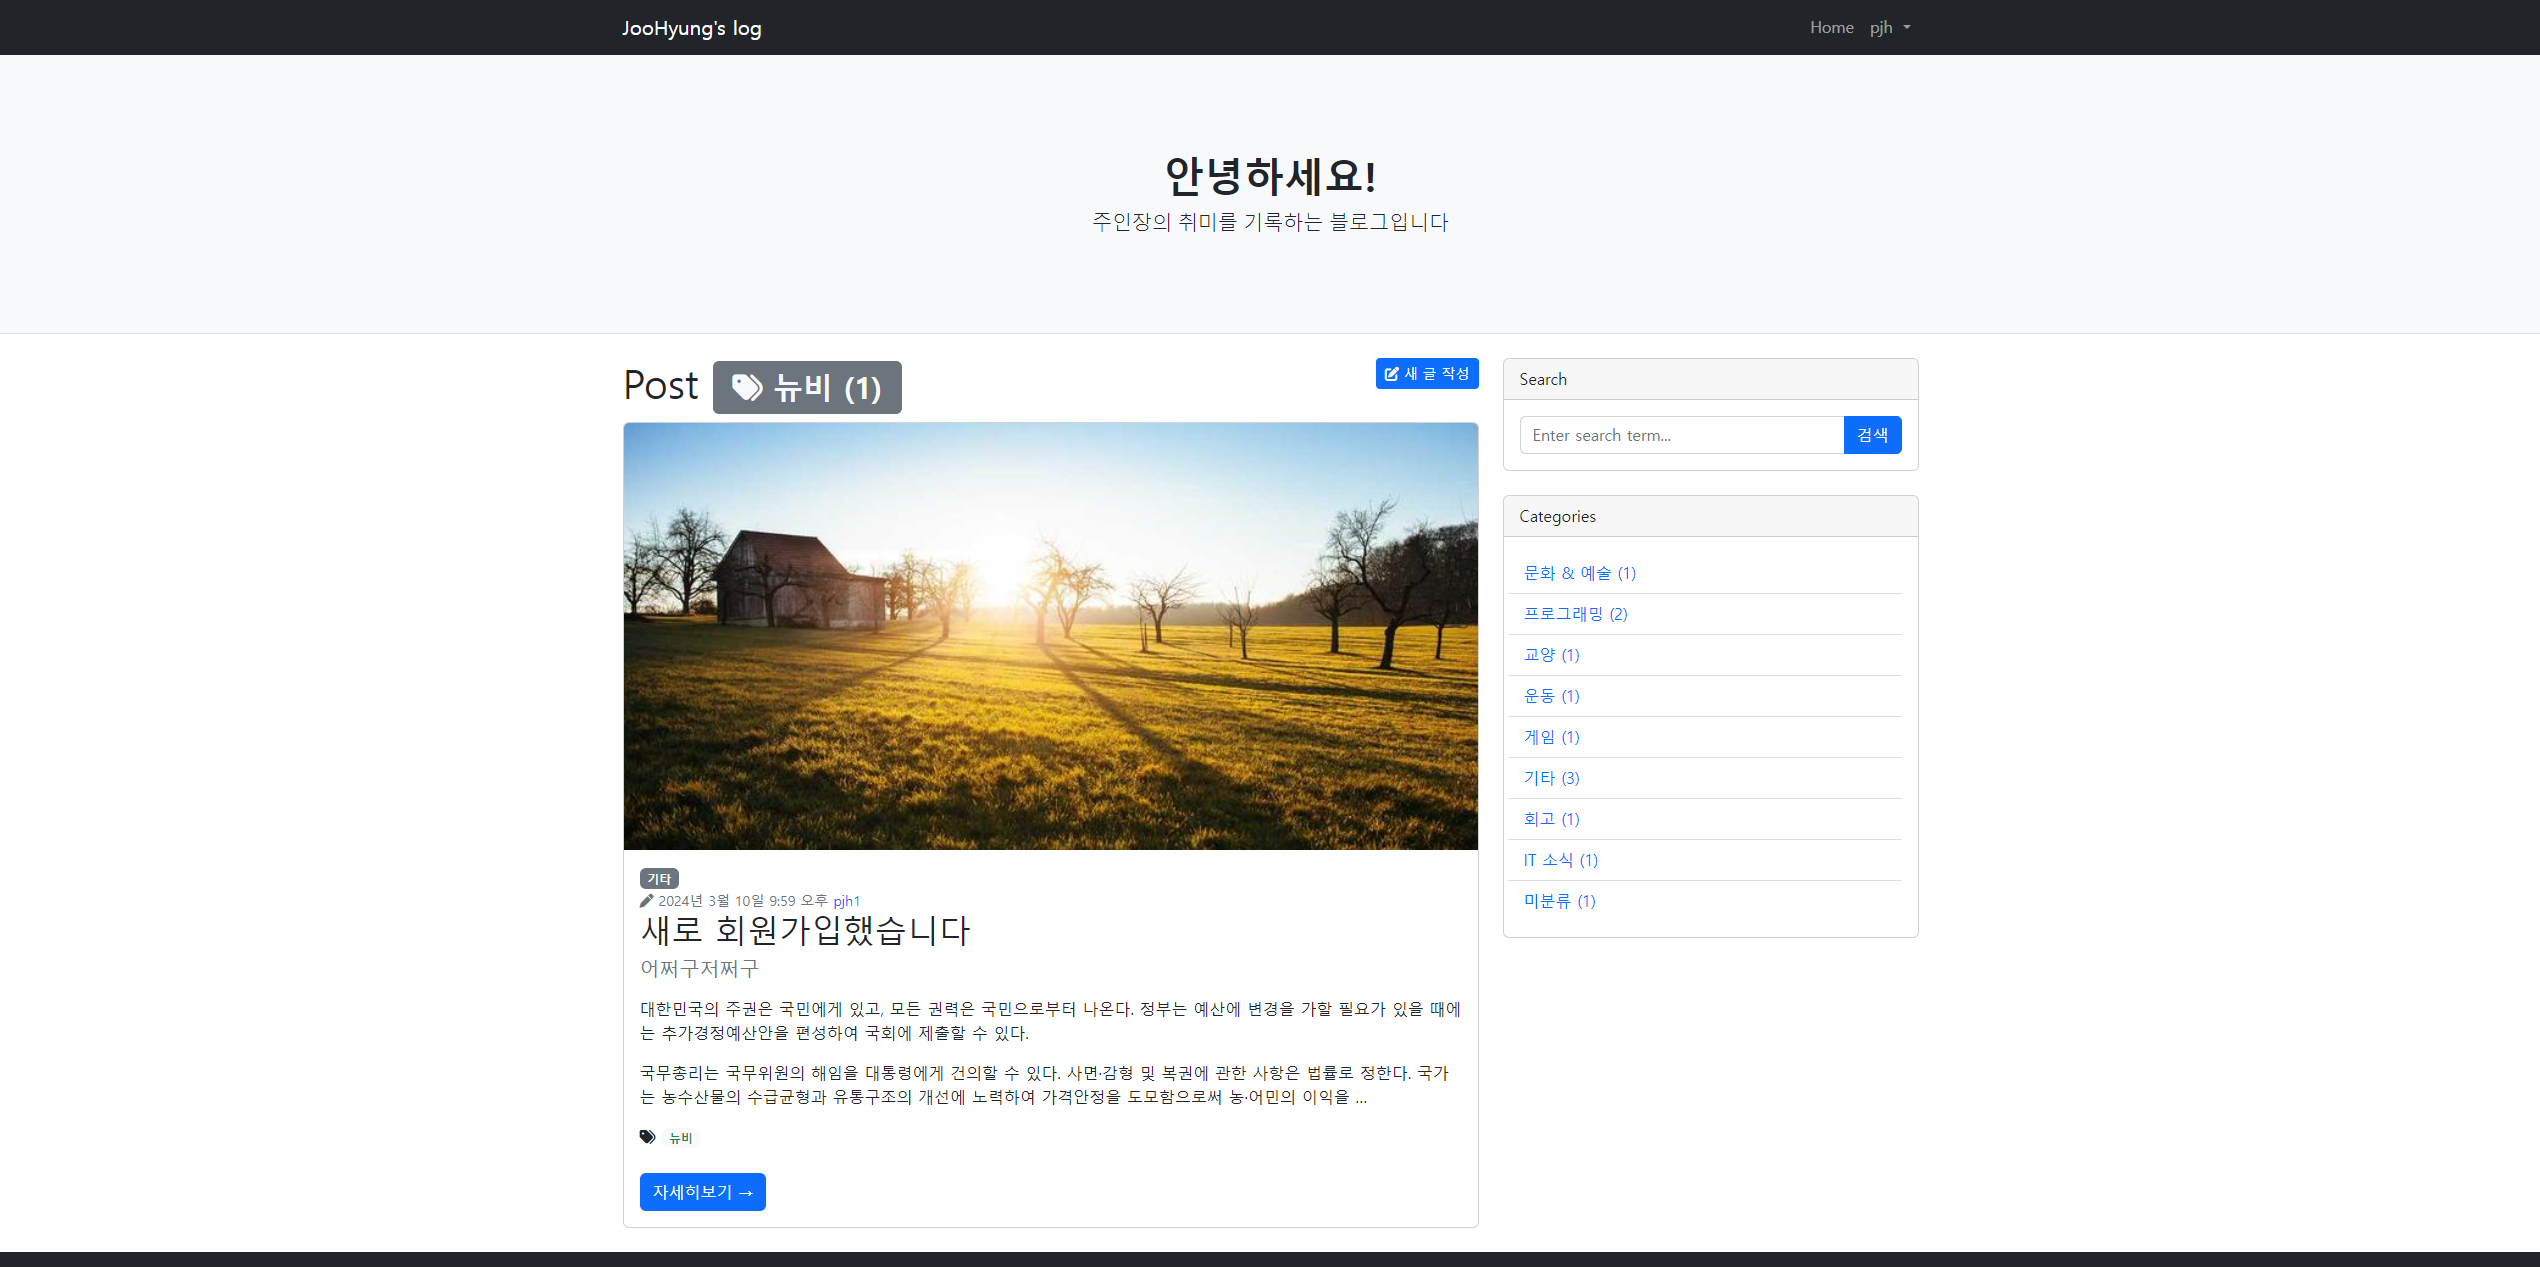 JooHyung's log
Home
pjh
안녕하세요!
주인장의 취미를 기록하는 블로그입니다
Post
뉴비 (1)
새 글 작성
기타
2024년 3월 10일 9:59 오후 pjh1
새로 회원가입했습니다
어쩌구저쩌구
대한민국의 주권은 국민에게 있고, 모든 권력은 국민으로부터 나온다. 정부는 예산에 변경을 가할 필요가 있을 때에
는 추가경정예산안을 편성하여 국회에 제출할 수 있다.
국무총리는 국무위원의 해임을 대통령에게 건의할 수 있다. 사면·감형 및 복권에 관한 사항은 법률로 정한다. 국가
는 농수산물의 수급균형과 유통구조의 개선에 노력하여 가격안정을 도모함으로써 농·어민의 이익을 ...
뉴비
자세히보기 →
Search
Enter search term...
검색
Categories
문화 & 예술 (1)
프로그래밍 (2)
교양 (1)
운동 (1)
게임 (1)
기타 (3)
회고 (1)
IT 소식 (1)
미분류 (1)